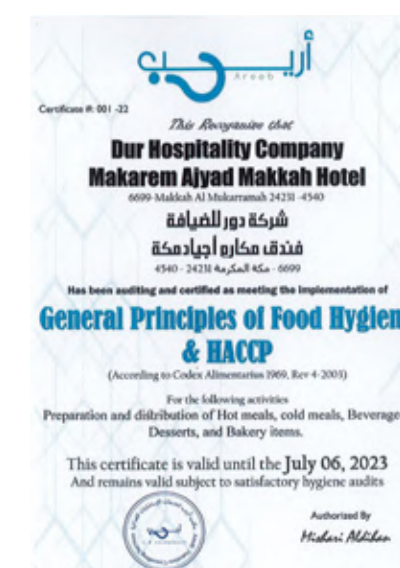 أريب
Areeb
Certificate #: 001 -22
This Recognise that
Dur Hospitality Company
Makarem Ajyad Makkah Hotel
6699-Makkah Al Mukarramah 24231 -4540
شركة دور للضيافة
فندق مكارم أجياد مكة
6699 - مكة المكرمة 24231 - 4540
Has been auditing and certified as meeting the implementation of
General Principles of Food Hygien
& HACCP
(According to Codex Alimentarius 1969, Rev 4-2003)
For the following activities
Preparation and distribution of Hot meals, cold meals, Beverage
Desserts, and Bakery items.
This certificate is valid until the July 06, 2023
And remains valid subject to satisfactory hygiene audits
Authorized By
Mishari Aldihan